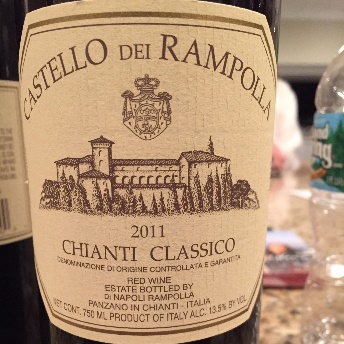 CASTELLO DEI RAMPOLLA
2011
CHIANTI CLASSICO
DENOMINAZIONE DI ORIGINE CONTROLLATA E GARANTITA
RED WINE
ESTATE BOTTLED BY
DI NAPOLI RAMPOLLA
PANZANO IN CHIANTI - ITALIA
NET CONT. 750 ML PRODUCT OF ITALY ALC. 13.5% BY VOL.